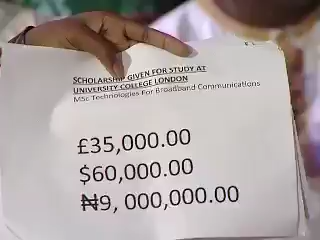 SCHOLARSHIP GIVEN FOR STUDY AT
UNIVERSITY COLLEGE LONDON
MSc Technologies For Broadband Communications
£35,000.00
$60,000.00
₦9, 000,000.00